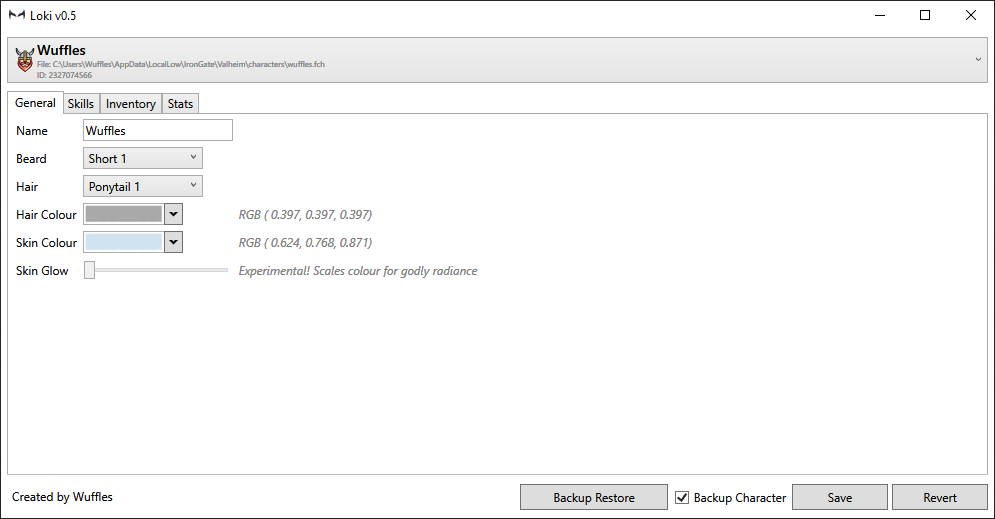 Loki v0.5
Wuffles
File: C:\Users\Wuffles\AppData\LocalLow\IronGate\Valheim\characters\wuffles.fch
ID: 2327074566
General Skills Inventory Stats
Name Wuffles
Beard Short 1
Hair Ponytail 1
Hair Colour RGB ( 0.397, 0.397, 0.397)
Skin Colour RGB ( 0.624, 0.768, 0.871)
Skin Glow Experimental! Scales colour for godly radiance
Created by Wuffles Backup Restore Backup Character Save Revert